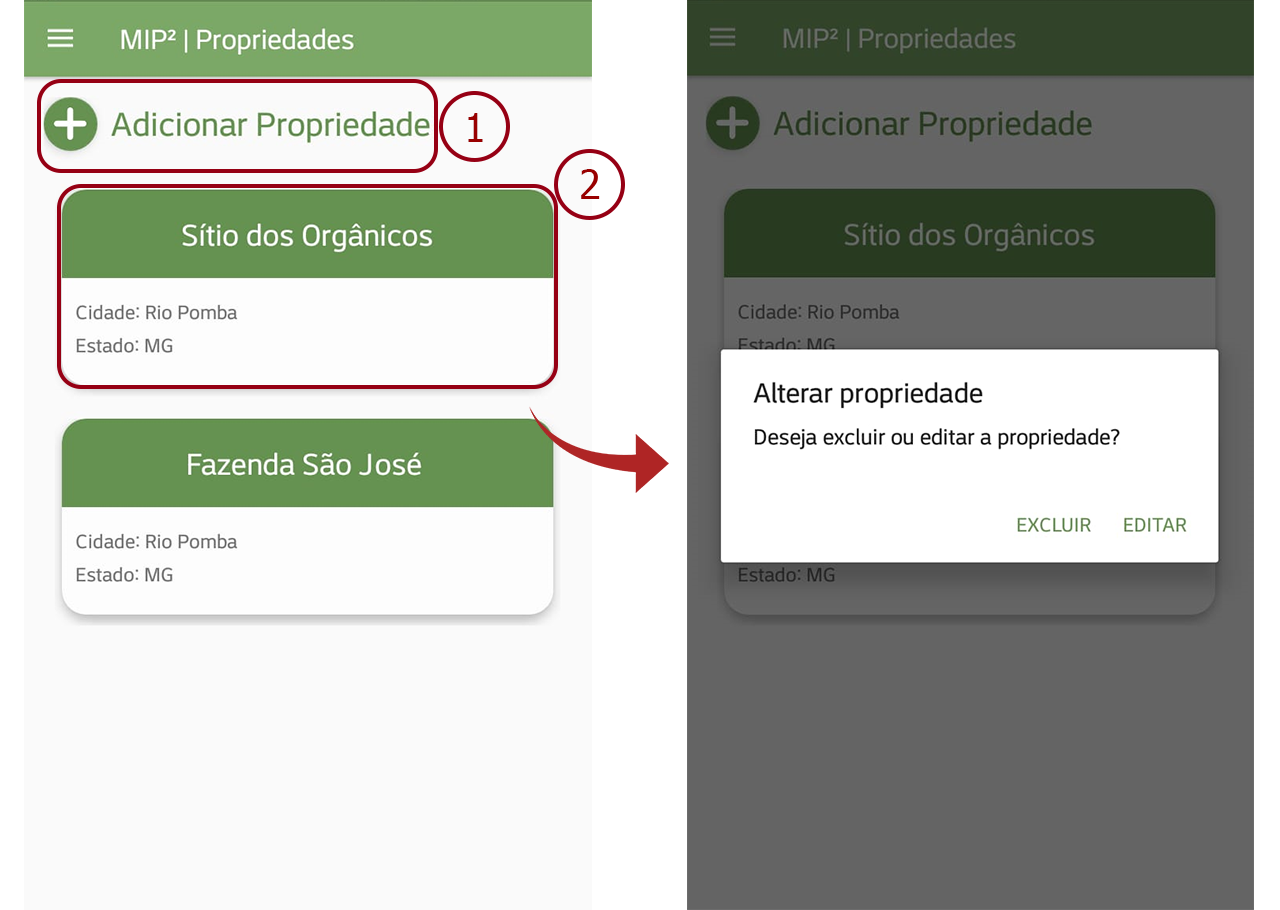 MIP² | Propriedades
Adicionar Propriedade
1
2
Sítio dos Orgânicos
Cidade: Rio Pomba
Estado: MG
Fazenda São José
Cidade: Rio Pomba
Estado: MG
MIP² | Propriedades
Adicionar Propriedade
Sítio dos Orgânicos
Cidade: Rio Pomba
Estado: MG
Alterar propriedade
Deseja excluir ou editar a propriedade?
EXCLUIR EDITAR
Estado: MG